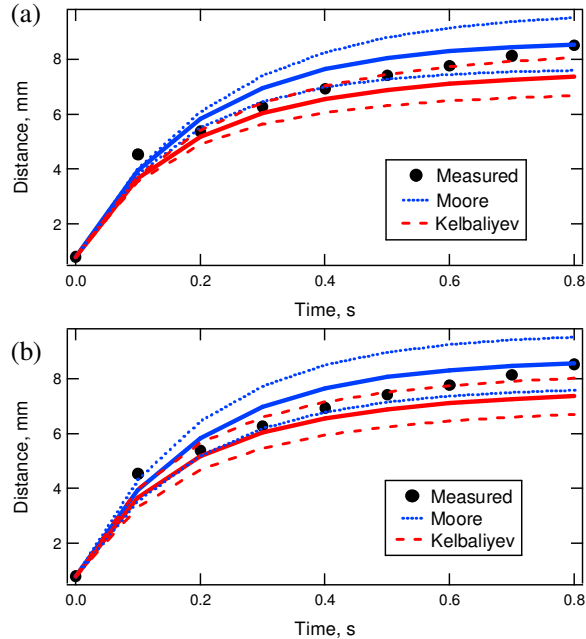 (a)
8
6
4
2
Distance, mm
Measured
Moore
Kelbaliyev
0.0 0.2 0.4 0.6 0.8
Time, s
(b)
8
6
4
2
Distance, mm
Measured
Moore
Kelbaliyev
0.0 0.2 0.4 0.6 0.8
Time, s